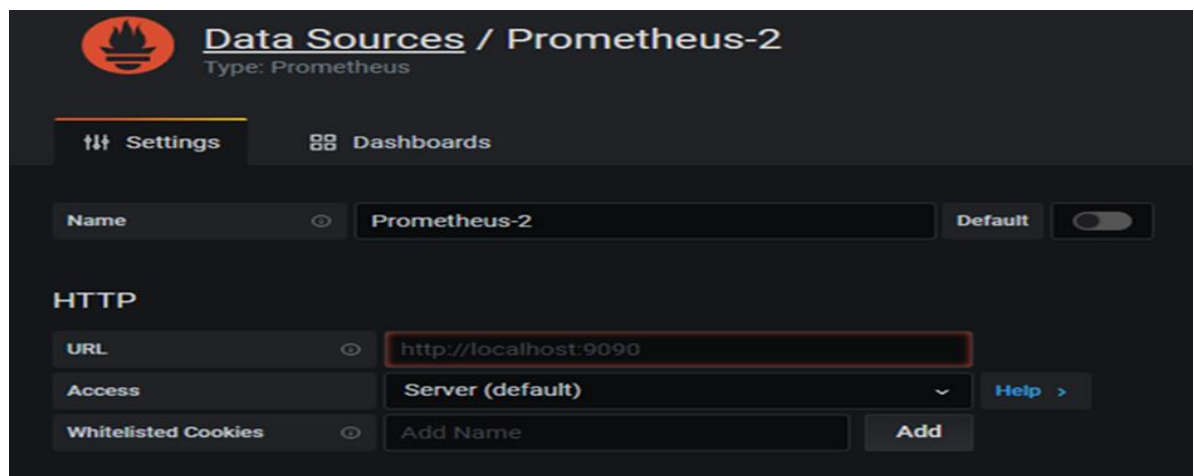 Data Sources / Prometheus-2
Type: Prometheus
Settings
Dashboards
Name
Prometheus-2
Default
HTTP
URL
http://localhost:9090
Access
Server (default)
Help >
Whitelisted Cookies
Add Name
Add